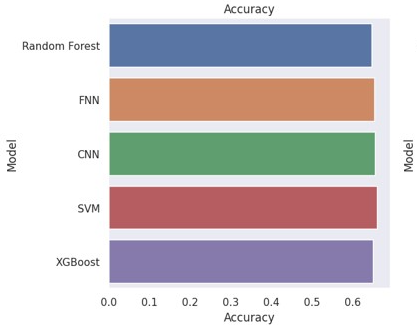 Accuracy
Model
Random Forest
FNN
CNN
SVM
XGBoost
0.0 0.1 0.2 0.3 0.4 0.5 0.6
Accuracy
Model